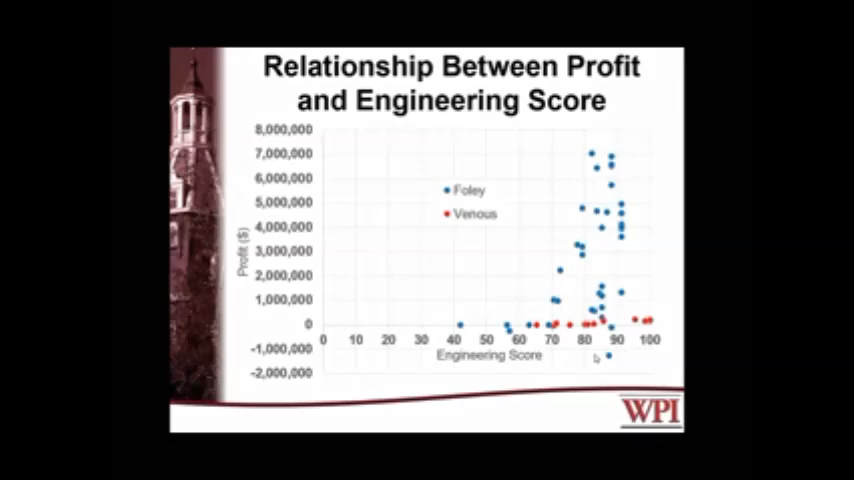 Relationship Between Profit
and Engineering Score
8,000,000
7,000,000
6,000,000
5,000,000
4,000,000
3,000,000
2,000,000
1,000,000
0
-1,000,000
-2,000,000
Profit ($)
Foley
Venous
0 10 20 30 40 50 60 70 80 90 100
Engineering Score
WPI